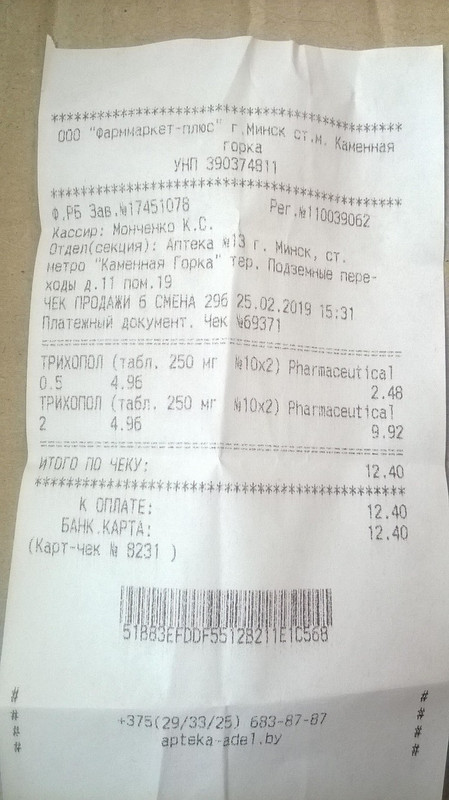 ****************************************
ООО "Фармmаркет-плюс" г.Минск ст.м. Каменная
Горка
УНП 390374811
****************************************
Ф.РБ Зав.№17451078 Рег.№110039062
Кассир: Монченко К.С.
Отдел(секция): Аптека №13 г. Минск, ст.
метро "Каменная Горка" тер. Подземные пере-
ходы д.11 пом.19
ЧЕК ПРОДАЖИ 6 СМЕНА 296 25.02.2019 15:31
Платежный документ. Чек №69371
========================================
ТРИХОПОЛ (табл. 250 мг №10х2) Pharmaceutical
0.5 4.96 2.48
ТРИХОПОЛ (табл. 250 мг №10х2) Pharmaceutical
2 4.96 9.92
========================================
ИТОГО ПО ЧЕКУ: 12.40
****************************************
К ОПЛАТЕ: 12.40
БАНК.КАРТА: 12.40
(Карт-чек № 8231 )
51B83EFDDF5512B211E1C568
# #
# #
# +375(29/33/25) 683-87-87 #
# apteka-adel.by #